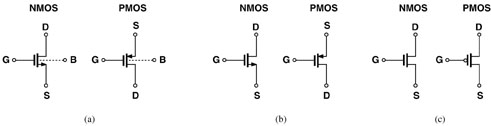 NMOS PMOS NMOS PMOS NMOS PMOS
D S D S D S
G B G B G G G G
S D S D S D
(a) (b) (c)